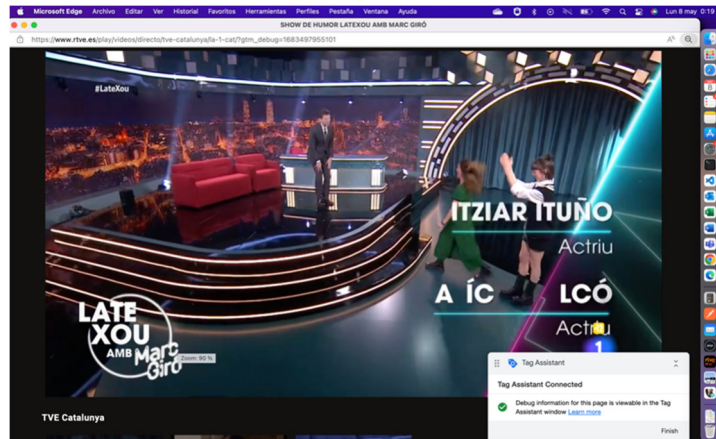 Microsoft Edge Archivo Editar Ver Historial Favoritos Herramientas Perfiles Pestaña Ventana Ayuda
Lun 8 may 0:19
SHOW DE HUMOR LATEXOU AMB MARC GIRÓ
https://www.rtve.es/play/videos/directo/tve-catalunya/la-1-cat/?gtm_debug=1683497955101
#LateXou
ITZIAR ITUÑO
Actriu
A ÍC LCÓ
Actriu
1
LATE
XOU
AMB Marc
Giró
Zoom: 90 %
Tag Assistant
Tag Assistant Connected
Debug information for this page is viewable in the Tag
Assistant window Learn more
Finish
TVE Catalunya